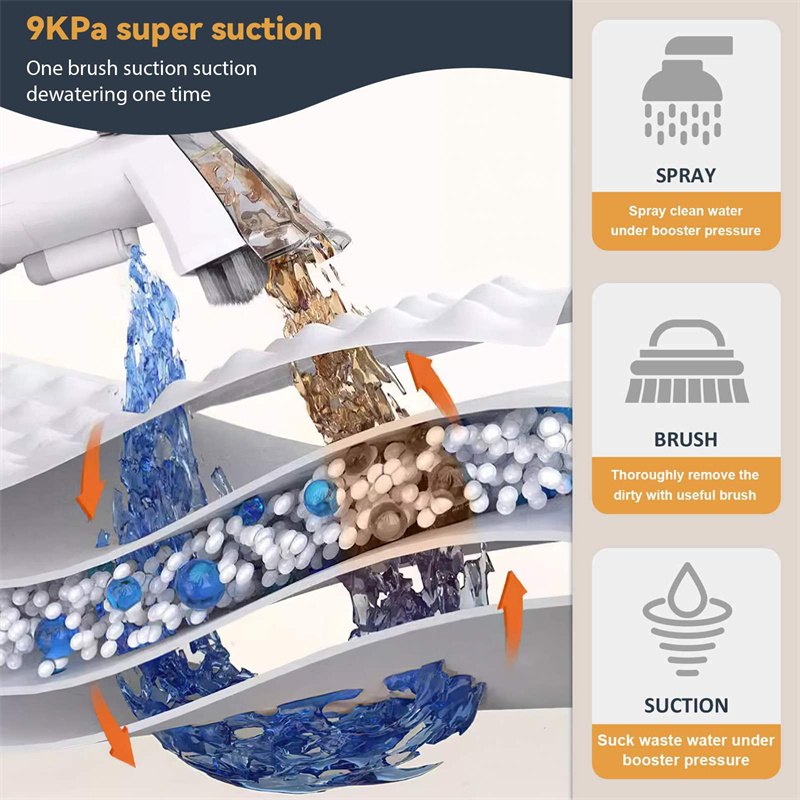 9KPa super suction
One brush suction suction
dewatering one time
SPRAY
Spray clean water
under booster pressure
BRUSH
Thoroughly remove the
dirty with useful brush
SUCTION
Suck waste water under
booster pressure